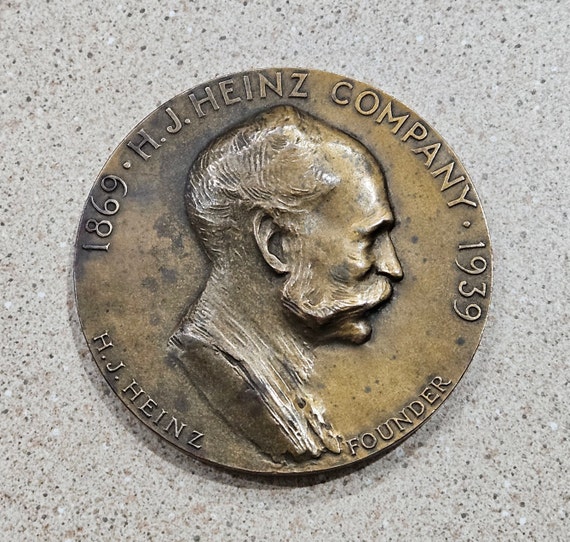 1869 · H. J. HEINZ COMPANY · 1939
H. J. HEINZ
FOUNDER